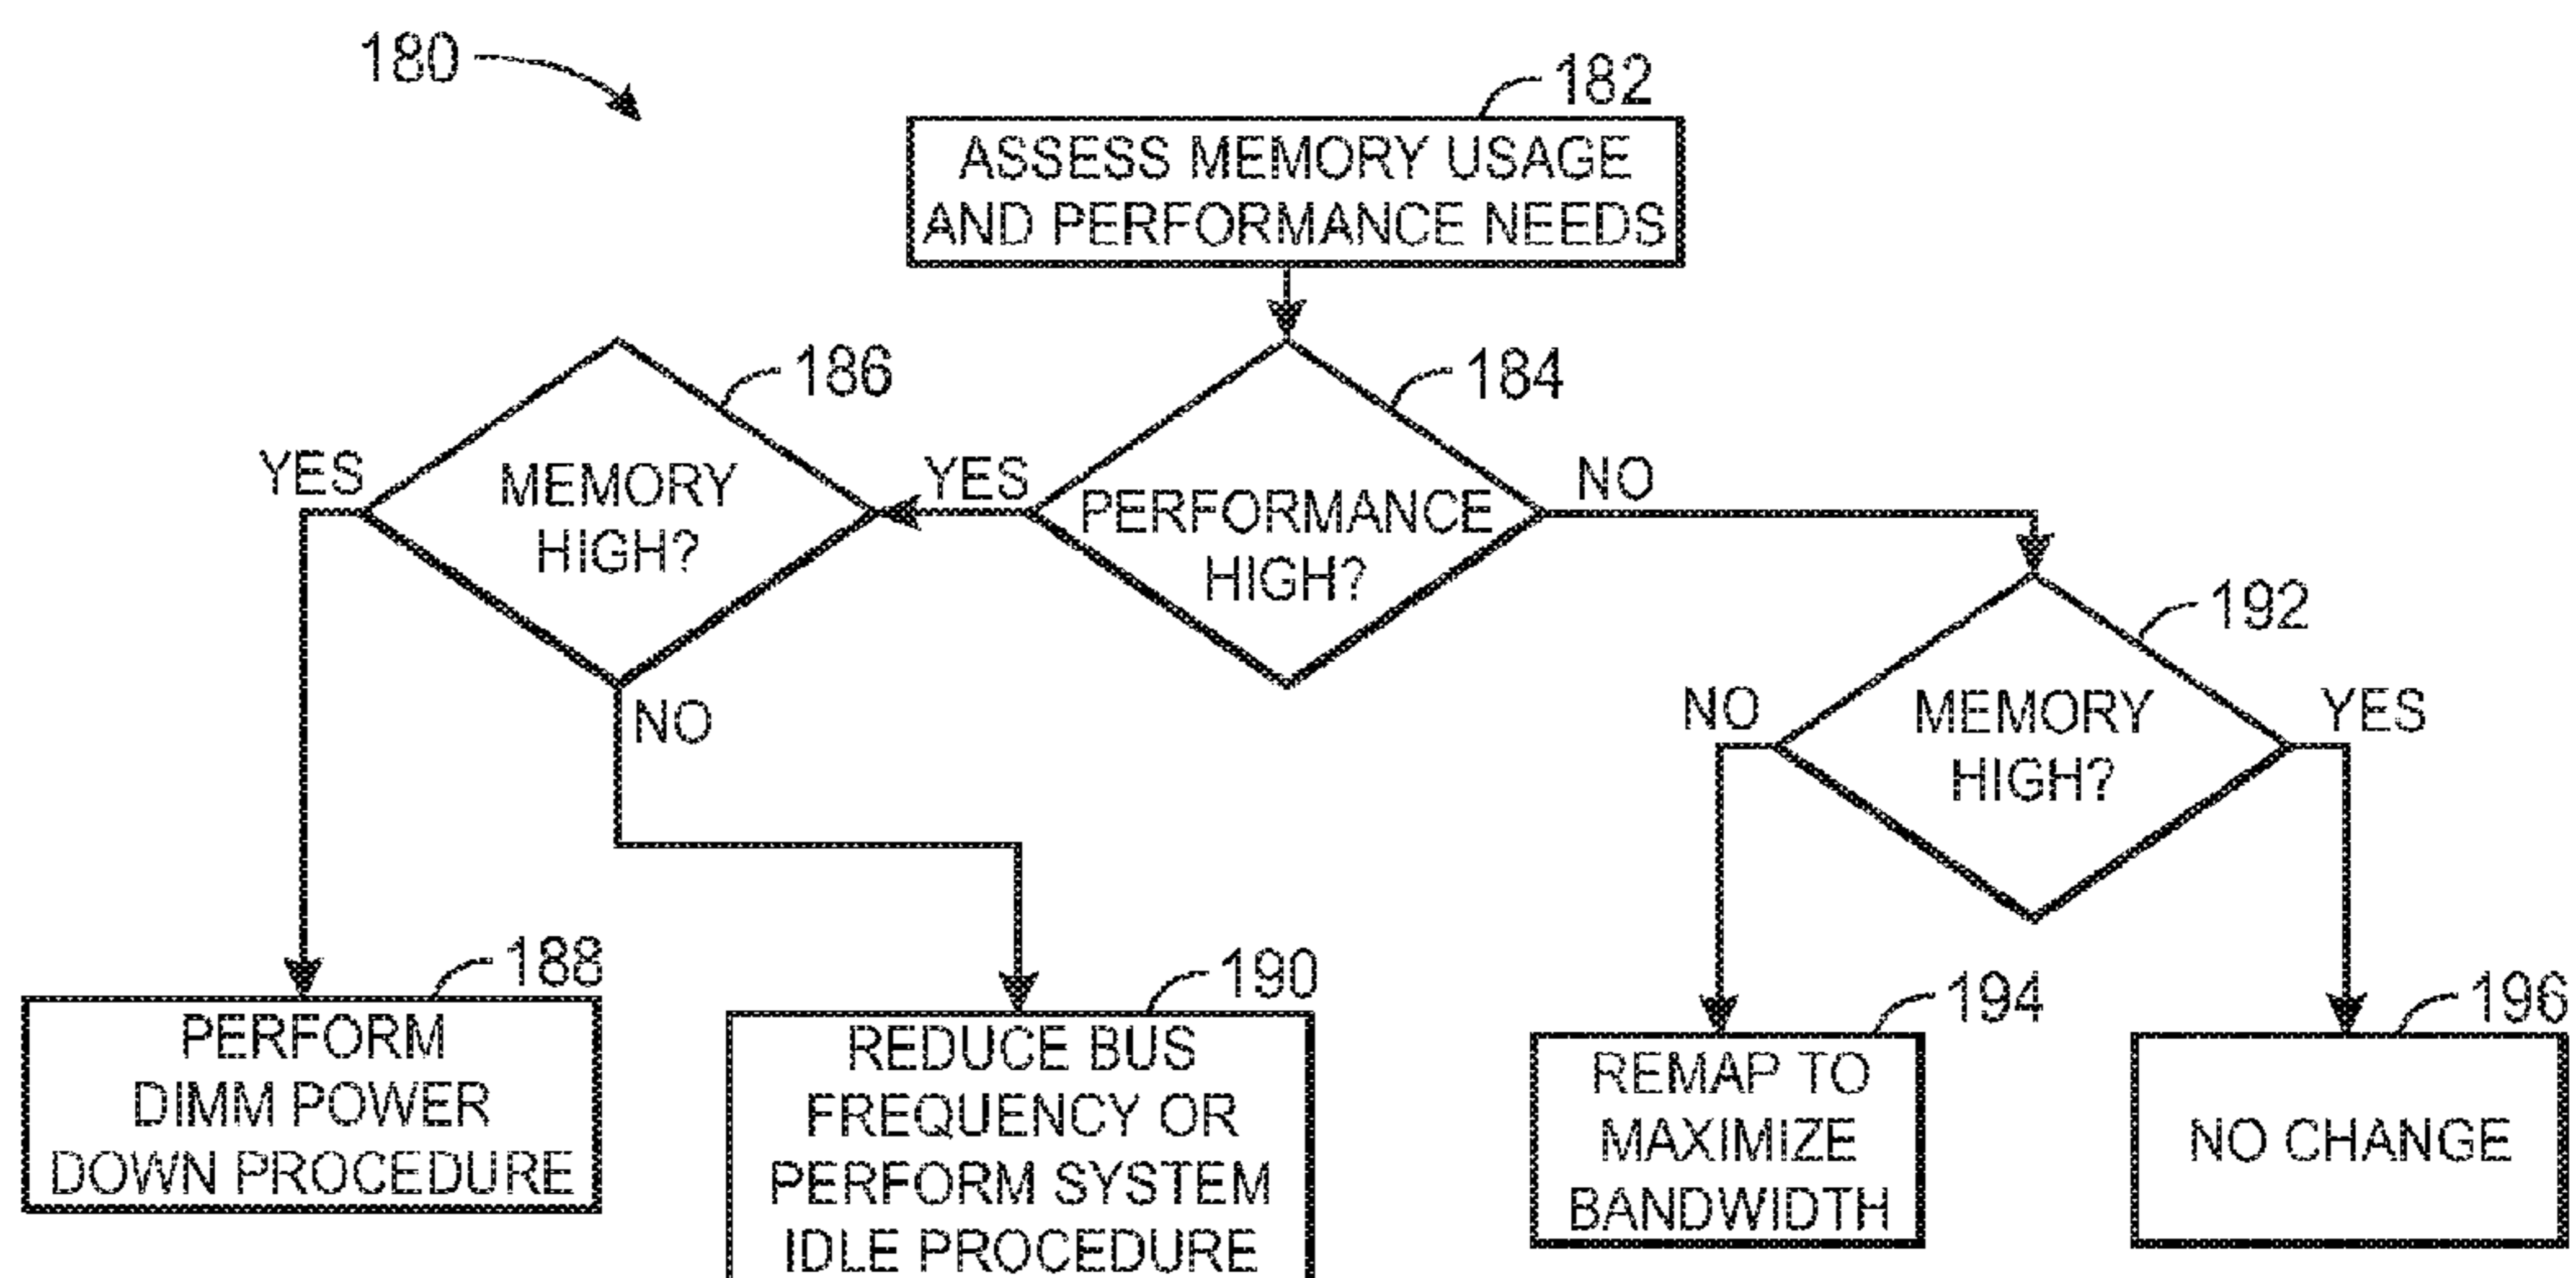 180
182
ASSESS MEMORY USAGE
AND PERFORMANCE NEEDS
186
184
YES
MEMORY
HIGH?
YES
PERFORMANCE
HIGH?
NO
192
NO
NO
MEMORY
HIGH?
YES
188
PERFORM
DIMM POWER
DOWN PROCEDURE
190
REDUCE BUS
FREQUENCY OR
PERFORM SYSTEM
IDLE PROCEDURE
194
REMAP TO
MAXIMIZE
BANDWIDTH
196
NO CHANGE